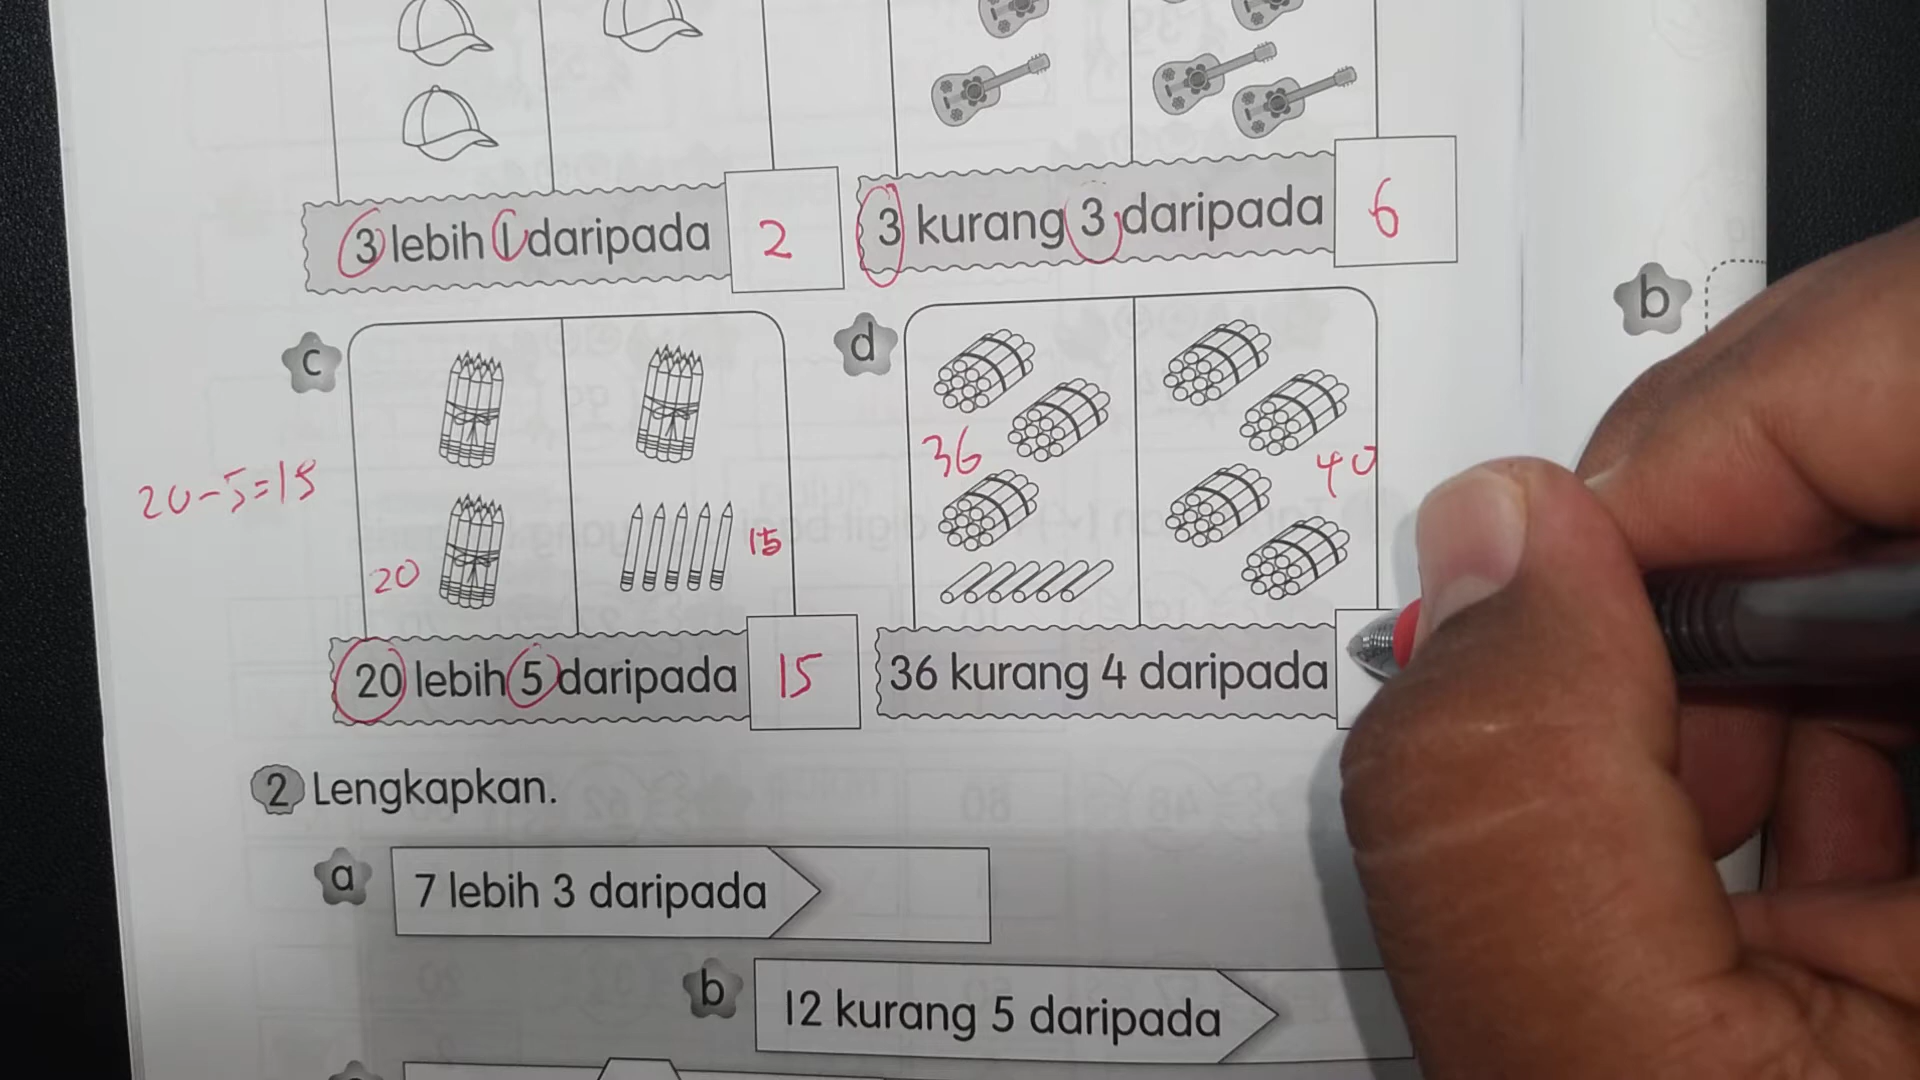 3 lebih 1 daripada 2
3 kurang 3 daripada 6
c
20-5=15
20
15
20 lebih 5 daripada 15
d
36
40
36 kurang 4 daripada
b
2 Lengkapkan.
a 7 lebih 3 daripada
b 12 kurang 5 daripada